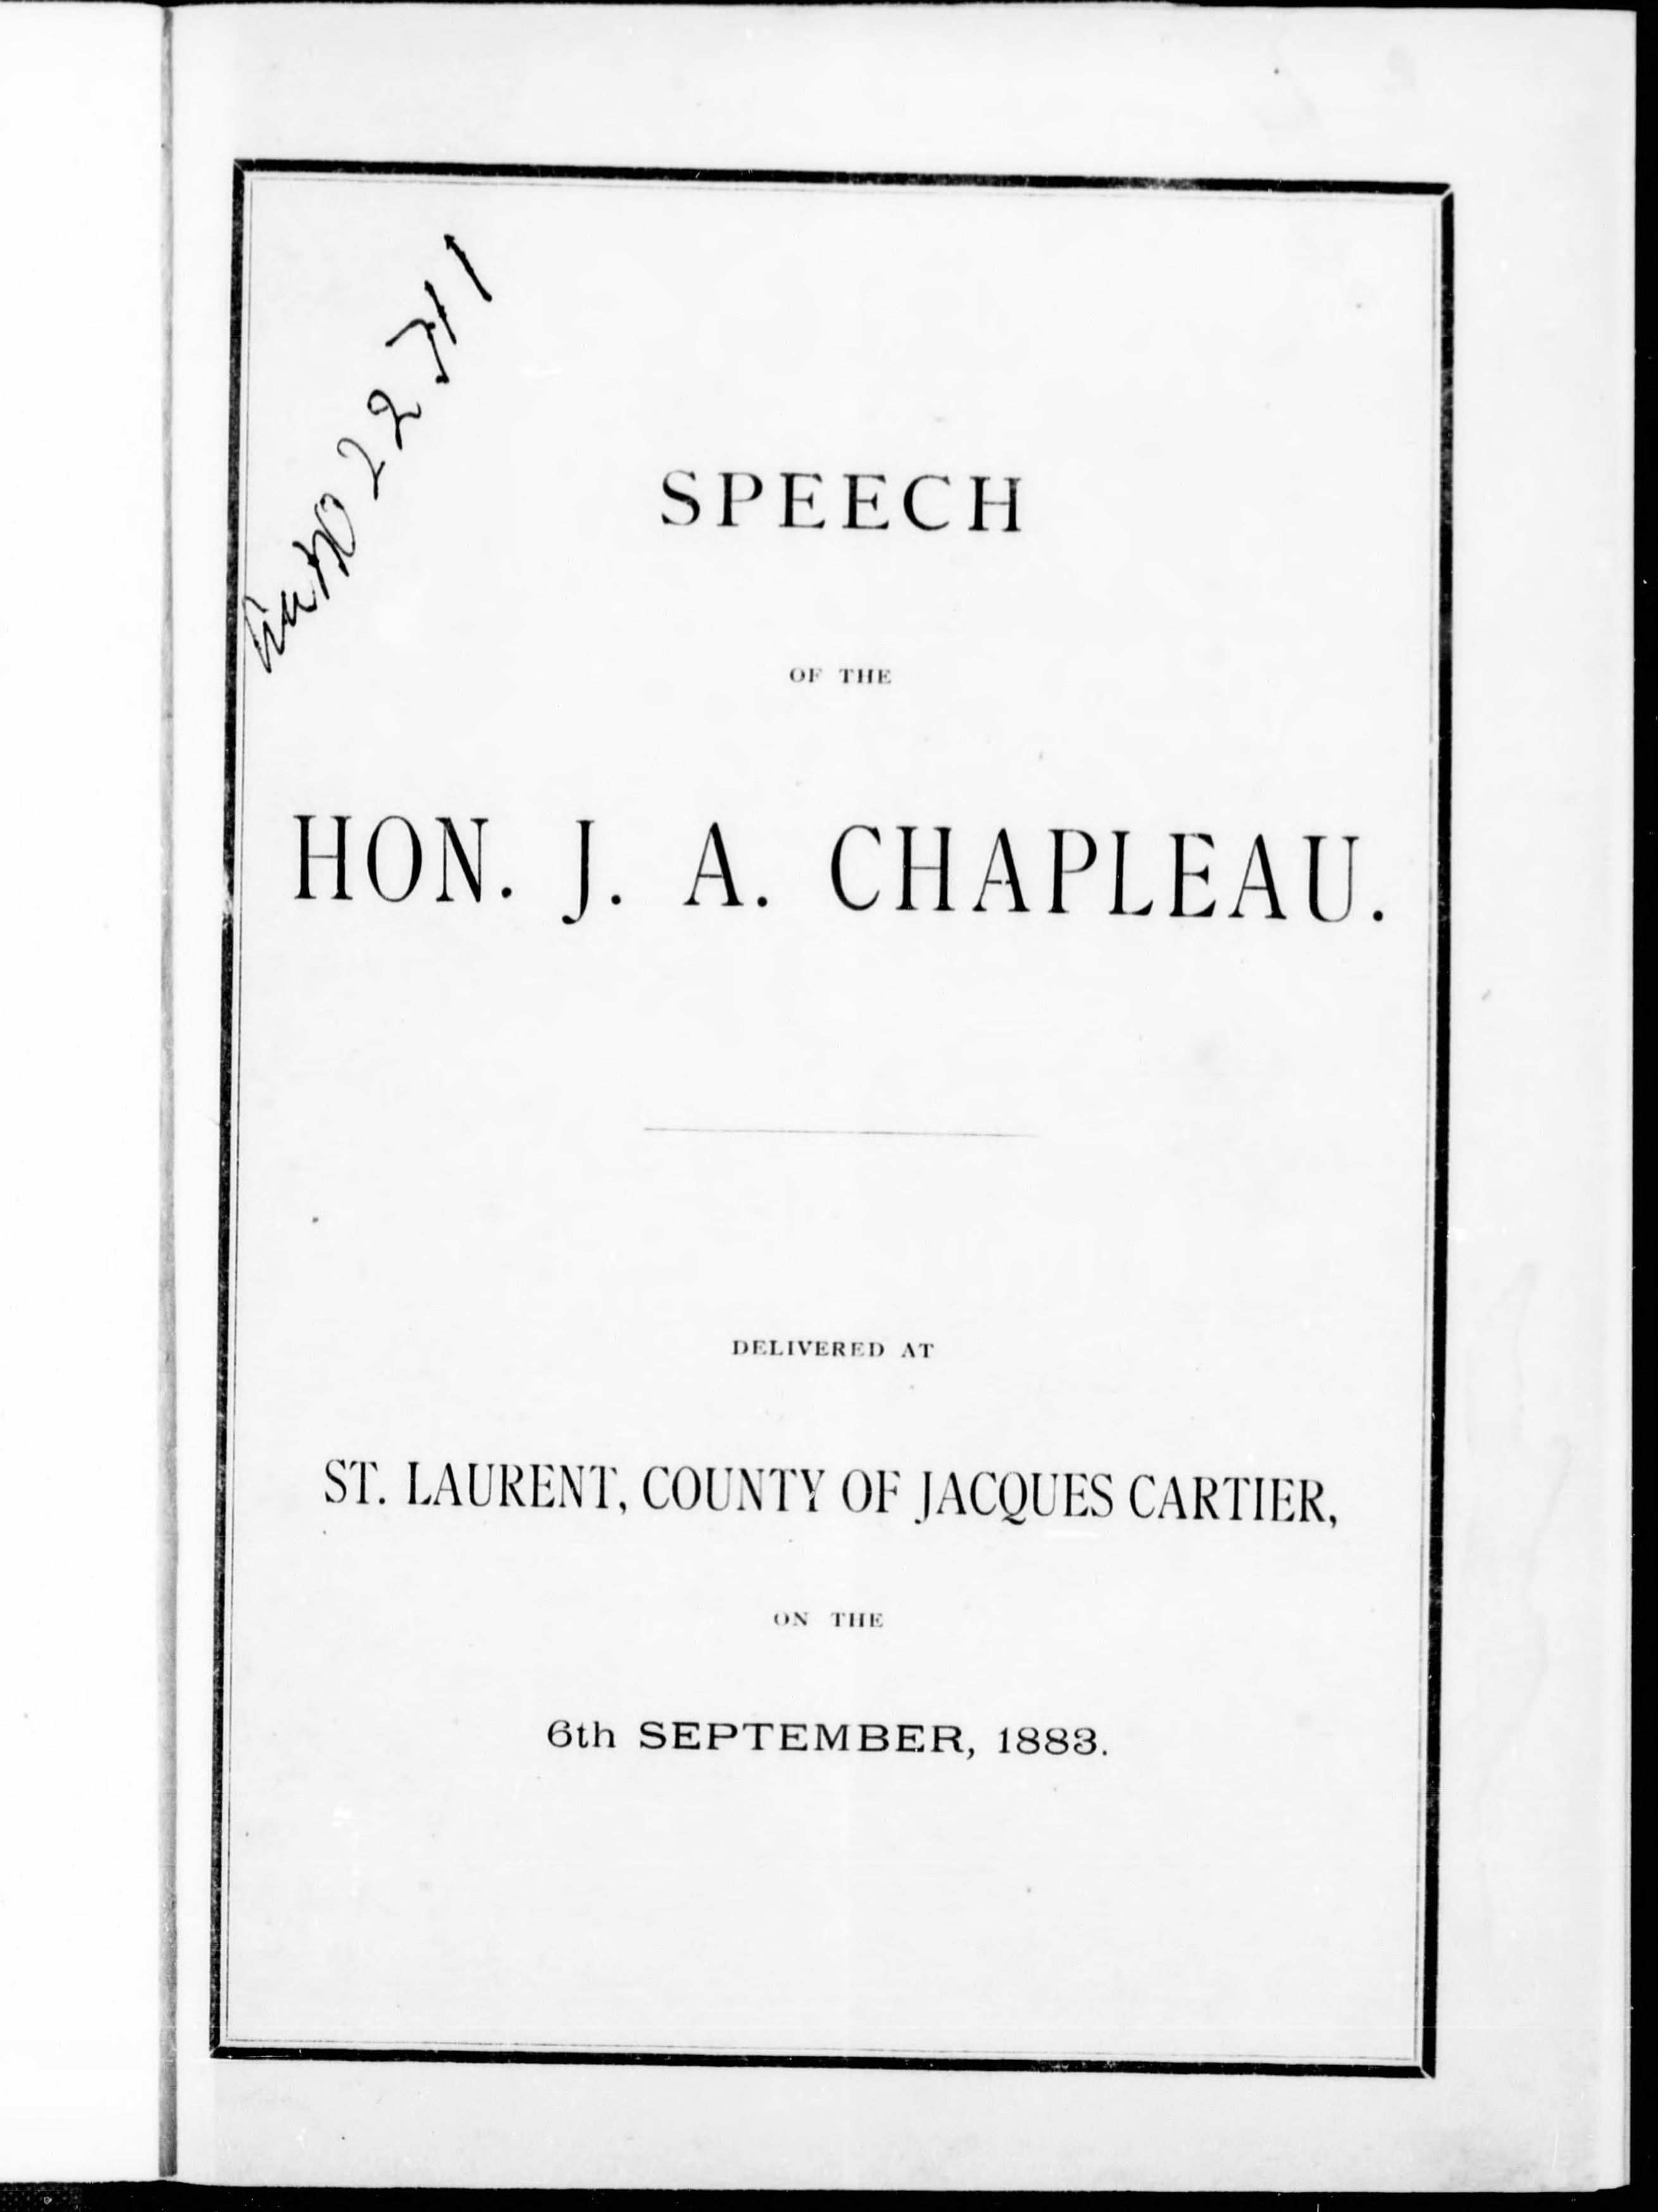 SPEECH
OF THE
HON. J. A. CHAPLEAU.
DELIVERED AT
ST. LAURENT, COUNTY OF JACQUES CARTIER,
ON THE
6th SEPTEMBER, 1883.